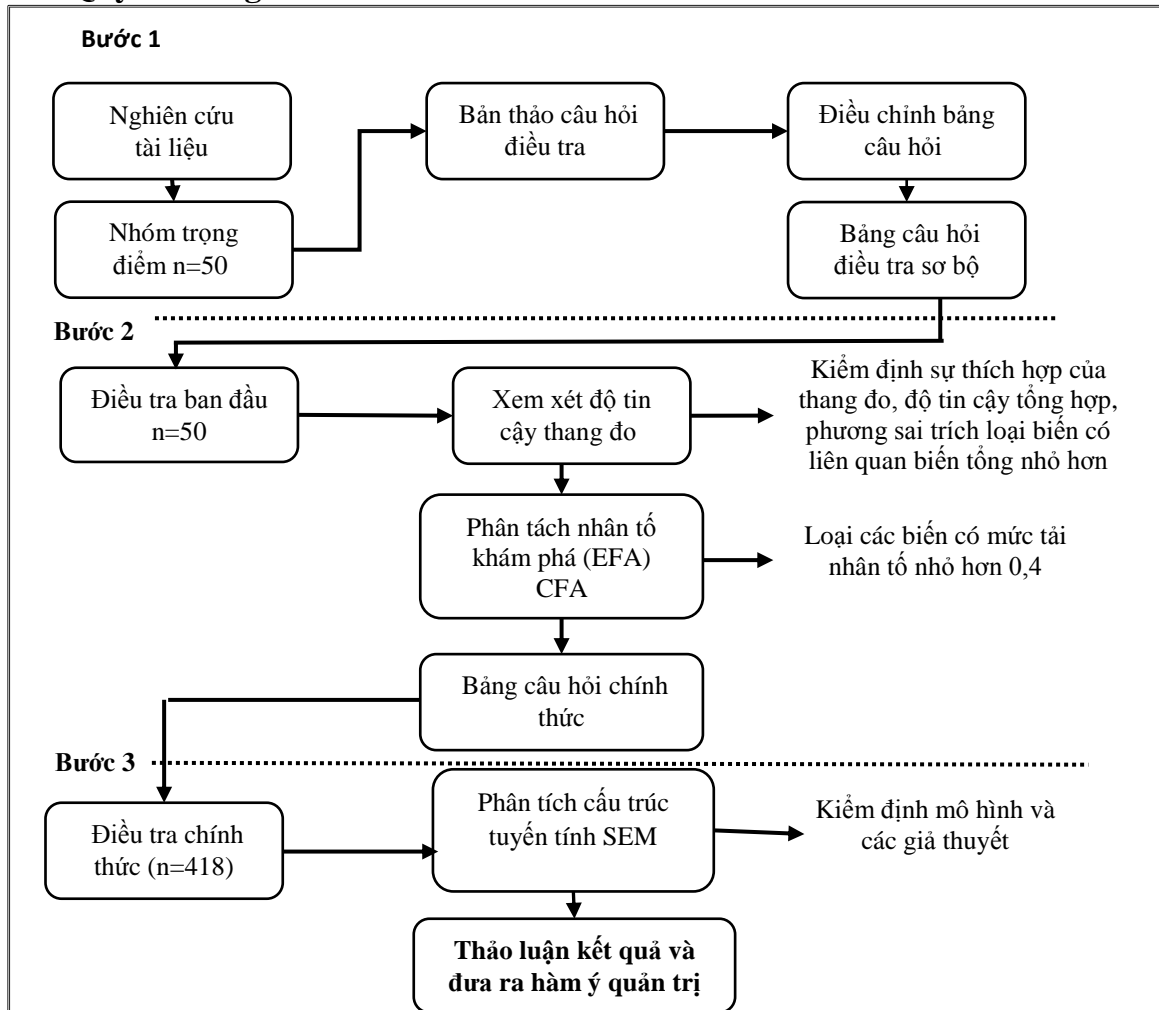 Bước 1
Nghiên cứu
tài liệu
Bản thảo câu hỏi
điều tra
Điều chỉnh bảng
câu hỏi
Nhóm trọng
điểm n=50
Bảng câu hỏi
điều tra sơ bộ
Bước 2
Điều tra ban đầu
n=50
Xem xét độ tin
cậy thang đo
Kiểm định sự thích hợp của
thang đo, độ tin cậy tổng hợp,
phương sai trích loại biến có
liên quan biến tổng nhỏ hơn
Phân tách nhân tố
khám phá (EFA)
CFA
Loại các biến có mức tải
nhân tố nhỏ hơn 0,4
Bảng câu hỏi chính
thức
Bước 3
Điều tra chính
thức (n=418)
Phân tích cấu trúc
tuyến tính SEM
Kiểm định mô hình và
các giả thuyết
Thảo luận kết quả và
đưa ra hàm ý quản trị